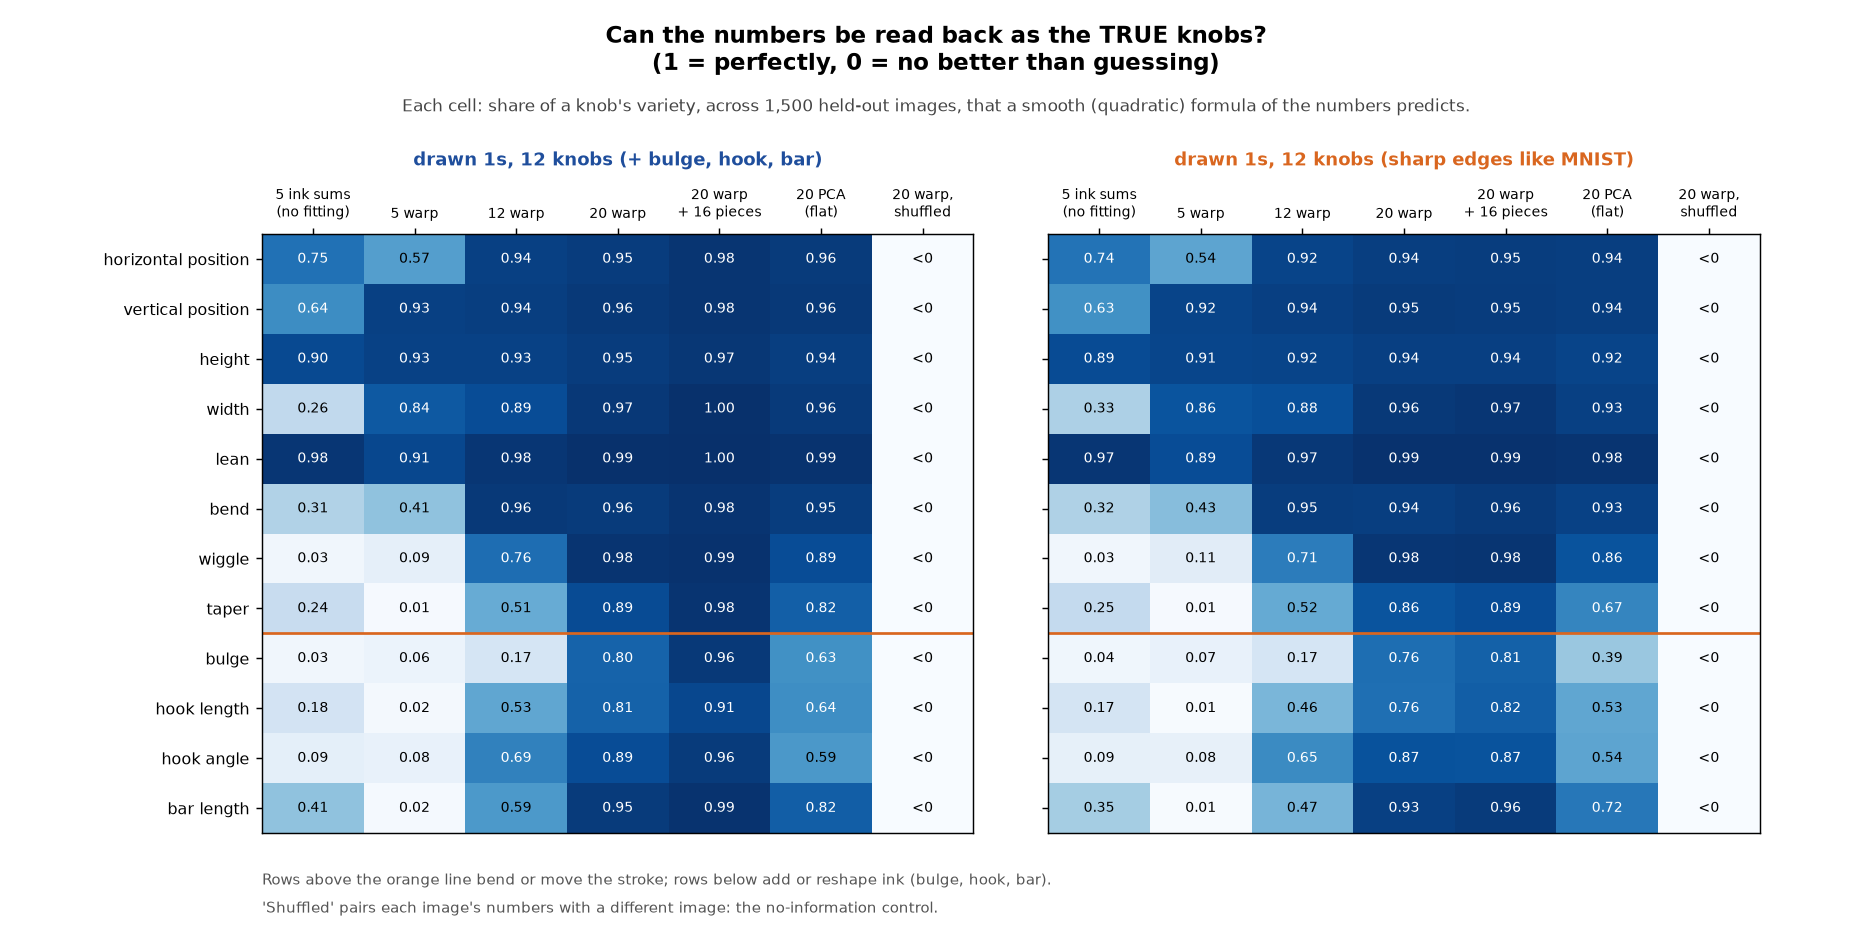 Can the numbers be read back as the TRUE knobs?
(1 = perfectly, 0 = no better than guessing)
Each cell: share of a knob's variety, across 1,500 held-out images, that a smooth (quadratic) formula of the numbers predicts.
drawn 1s, 12 knobs (+ bulge, hook, bar)
5 ink sums (no fitting) 5 warp 12 warp 20 warp 20 warp + 16 pieces 20 PCA (flat) 20 warp, shuffled
horizontal position 0.75 0.57 0.94 0.95 0.98 0.96 <0
vertical position 0.64 0.93 0.94 0.96 0.98 0.96 <0
height 0.90 0.93 0.93 0.95 0.97 0.94 <0
width 0.26 0.84 0.89 0.97 1.00 0.96 <0
lean 0.98 0.91 0.98 0.99 1.00 0.99 <0
bend 0.31 0.41 0.96 0.96 0.98 0.95 <0
wiggle 0.03 0.09 0.76 0.98 0.99 0.89 <0
taper 0.24 0.01 0.51 0.89 0.98 0.82 <0
bulge 0.03 0.06 0.17 0.80 0.96 0.63 <0
hook length 0.18 0.02 0.53 0.81 0.91 0.64 <0
hook angle 0.09 0.08 0.69 0.89 0.96 0.59 <0
bar length 0.41 0.02 0.59 0.95 0.99 0.82 <0
drawn 1s, 12 knobs (sharp edges like MNIST)
5 ink sums (no fitting) 5 warp 12 warp 20 warp 20 warp + 16 pieces 20 PCA (flat) 20 warp, shuffled
0.74 0.54 0.92 0.94 0.95 0.94 <0
0.63 0.92 0.94 0.95 0.95 0.94 <0
0.89 0.91 0.92 0.94 0.94 0.92 <0
0.33 0.86 0.88 0.96 0.97 0.93 <0
0.97 0.89 0.97 0.99 0.99 0.98 <0
0.32 0.43 0.95 0.94 0.96 0.93 <0
0.03 0.11 0.71 0.98 0.98 0.86 <0
0.25 0.01 0.52 0.86 0.89 0.67 <0
0.04 0.07 0.17 0.76 0.81 0.39 <0
0.17 0.01 0.46 0.76 0.82 0.53 <0
0.09 0.08 0.65 0.87 0.87 0.54 <0
0.35 0.01 0.47 0.93 0.96 0.72 <0
Rows above the orange line bend or move the stroke; rows below add or reshape ink (bulge, hook, bar).
'Shuffled' pairs each image's numbers with a different image: the no-information control.